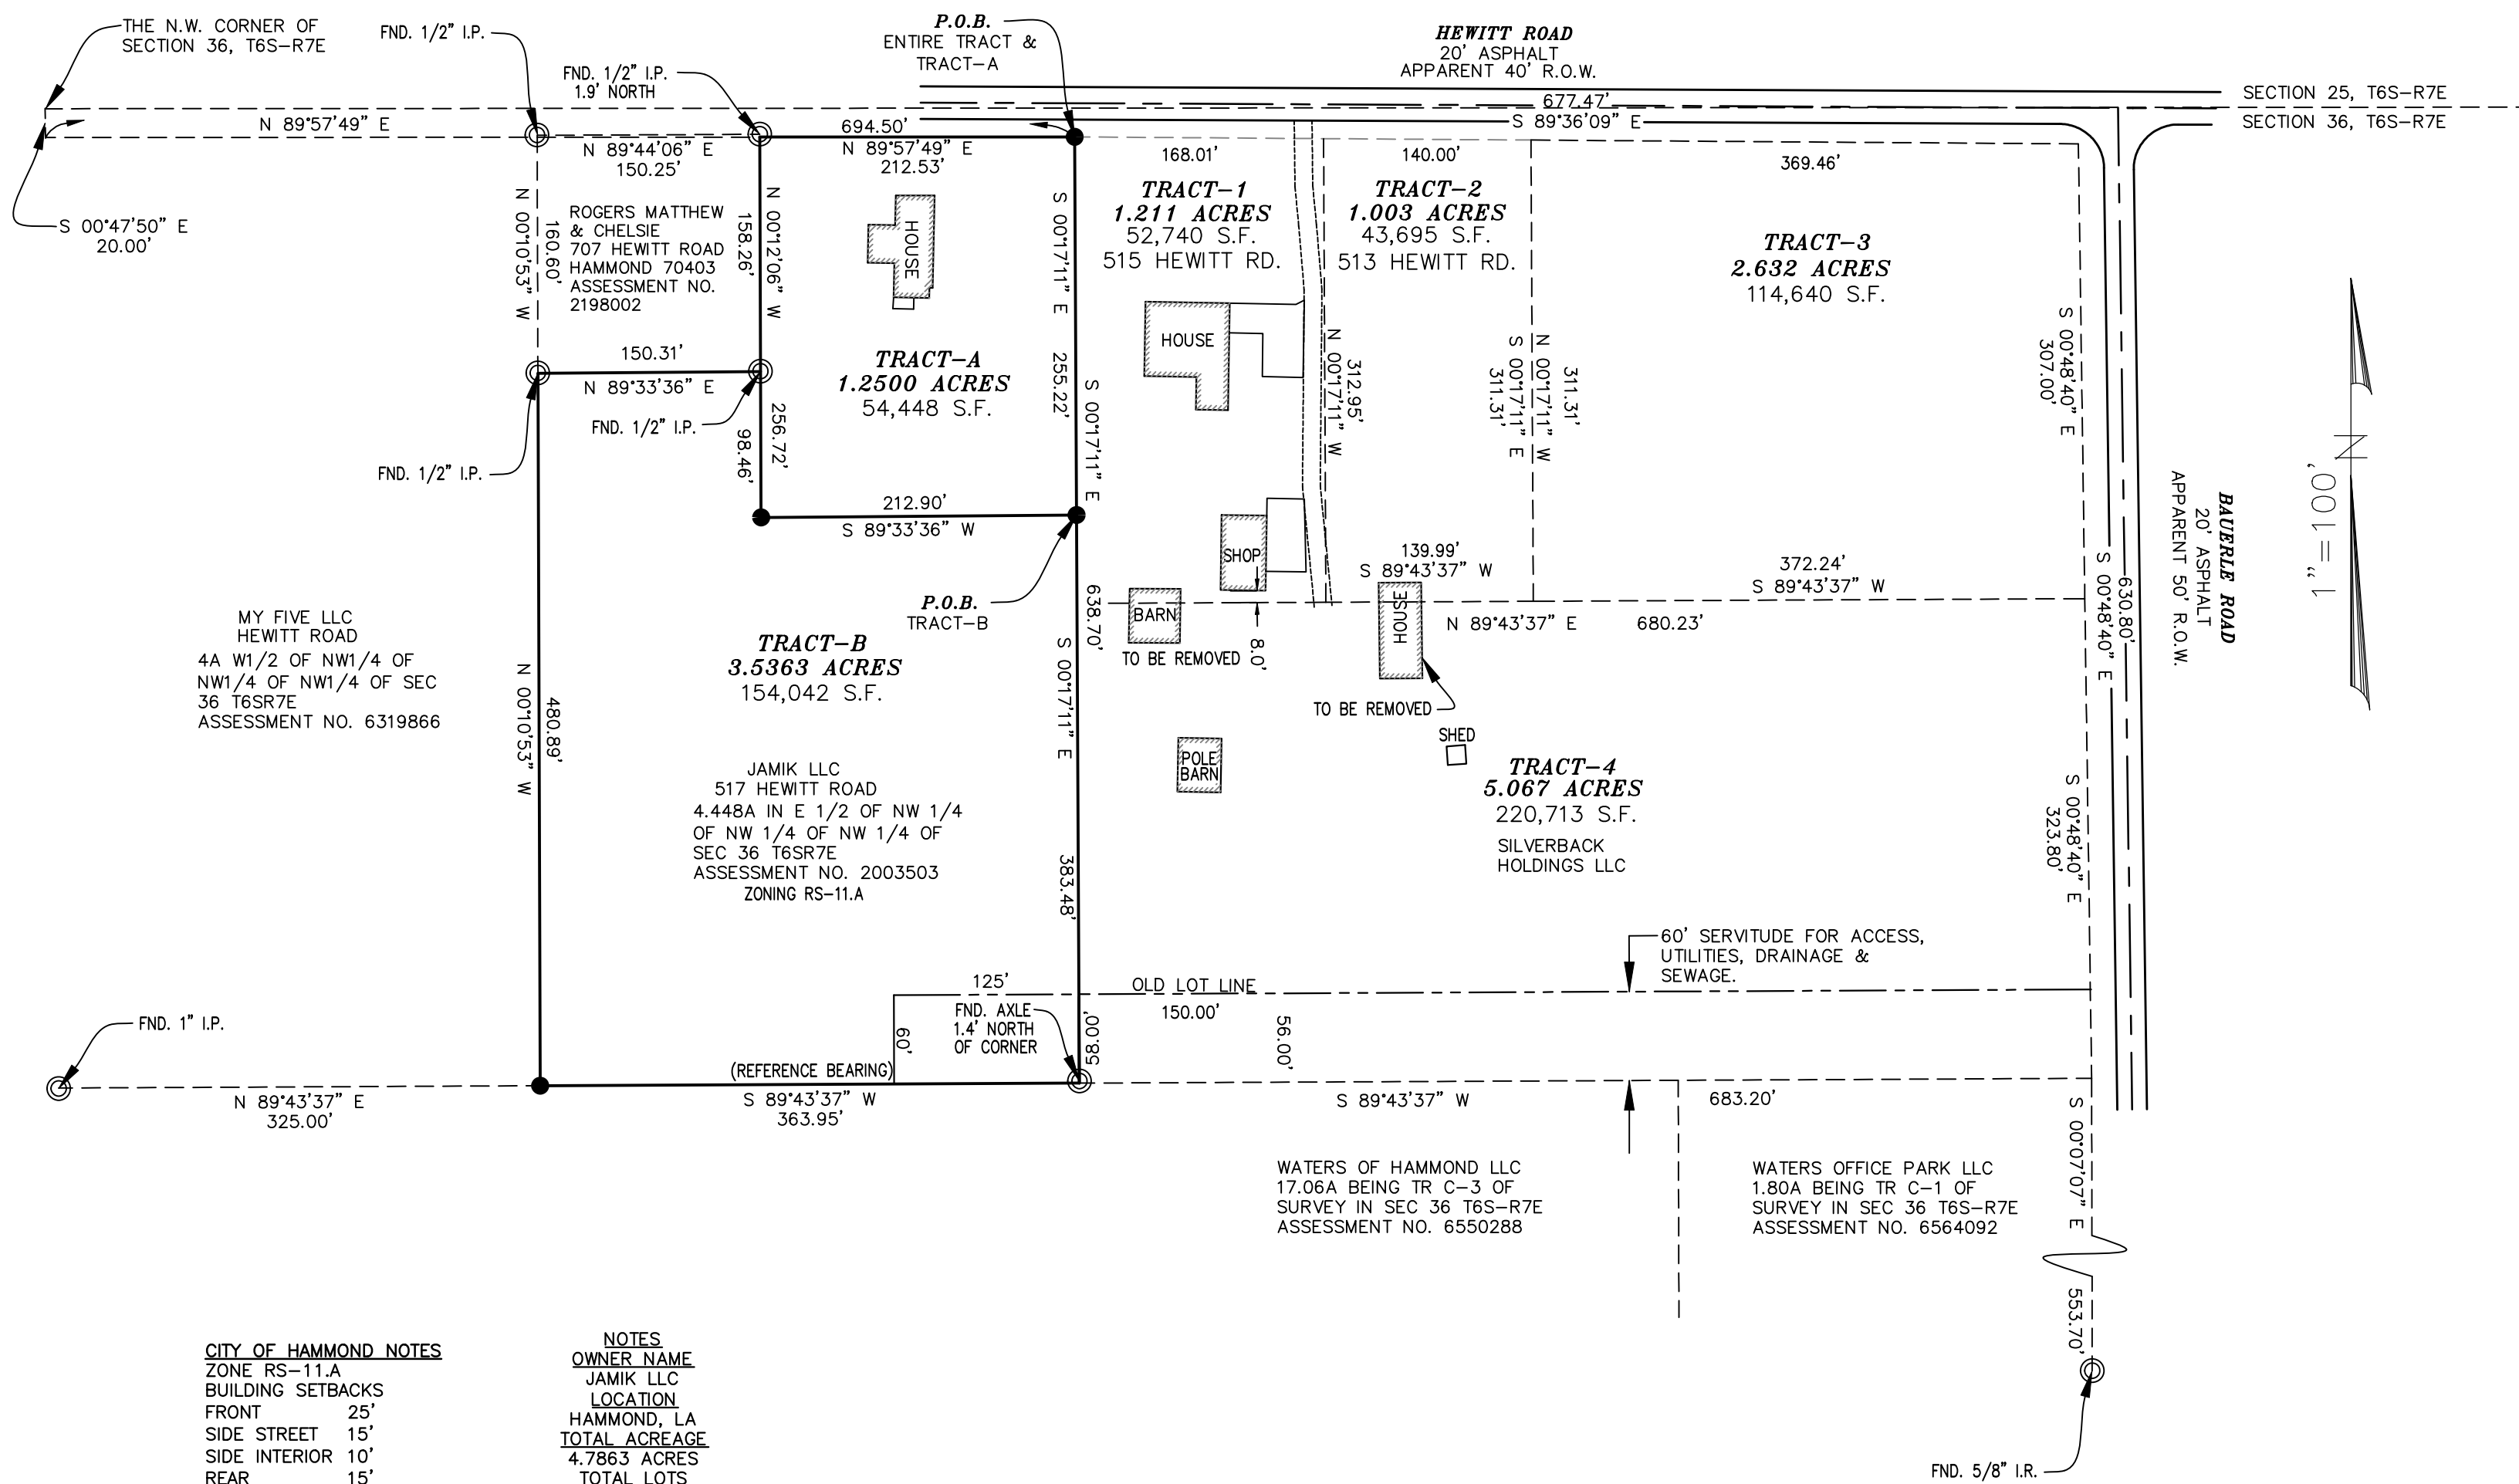 THE N.W. CORNER OF
SECTION 36, T6S-R7E
FND. 1/2" I.P.
FND. 1/2" I.P.
1.9' NORTH
P.O.B.
ENTIRE TRACT &
TRACT-A
HEWITT ROAD
20' ASPHALT
APPARENT 40' R.O.W.
677.47'
S 89°36'09" E
SECTION 25, T6S-R7E
SECTION 36, T6S-R7E
N 89°57'49" E
S 00°47'50" E
20.00'
N 89°44'06" E
150.25'
694.50'
N 89°57'49" E
212.53'
168.01'
140.00'
369.46'
N 00°10'53" W
160.60'
ROGERS MATTHEW
& CHELSIE
707 HEWITT ROAD
HAMMOND 70403
ASSESSMENT NO.
2198002
158.26'
N 00°12'06" W
HOUSE
S 00°17'11" E
255.22'
TRACT-1
1.211 ACRES
52,740 S.F.
515 HEWITT RD.
TRACT-2
1.003 ACRES
43,695 S.F.
513 HEWITT RD.
TRACT-3
2.632 ACRES
114,640 S.F.
HOUSE
N 00°17'11" W
312.95'
S 00°17'11" E
311.31'
N 00°17'11" W
311.31'
S 00°48'40" E
307.00'
150.31'
N 89°33'36" E
FND. 1/2" I.P.
FND. 1/2" I.P.
TRACT-A
1.2500 ACRES
54,448 S.F.
256.72'
98.46'
212.90'
S 89°33'36" W
S 00°17'11" E
638.70'
P.O.B.
TRACT-B
SHOP
BARN
TO BE REMOVED
8.0'
139.99'
S 89°43'37" W
HOUSE
N 89°43'37" E
680.23'
372.24'
S 89°43'37" W
TO BE REMOVED
SHED
POLE
BARN
S 00°48'40" E
630.80'
BAUERLE ROAD
20' ASPHALT
APPARENT 50' R.O.W.
1"=100'
N
MY FIVE LLC
HEWITT ROAD
4A W1/2 OF NW1/4 OF
NW1/4 OF NW1/4 OF SEC
36 T6SR7E
ASSESSMENT NO. 6319866
N 00°10'53" W
480.89'
TRACT-B
3.5363 ACRES
154,042 S.F.
JAMIK LLC
517 HEWITT ROAD
4.448A IN E 1/2 OF NW 1/4
OF NW 1/4 OF NW 1/4 OF
SEC 36 T6SR7E
ASSESSMENT NO. 2003503
ZONING RS-11.A
S 00°17'11" E
383.48'
TRACT-4
5.067 ACRES
220,713 S.F.
SILVERBACK
HOLDINGS LLC
S 00°48'40" E
323.80'
60' SERVITUDE FOR ACCESS,
UTILITIES, DRAINAGE &
SEWAGE.
125'
OLD LOT LINE
150.00'
FND. AXLE
1.4' NORTH
OF CORNER
60'
58.00'
56.00'
FND. 1" I.P.
N 89°43'37" E
325.00'
(REFERENCE BEARING)
S 89°43'37" W
363.95'
S 89°43'37" W
683.20'
S 00°07'07" E
553.70'
WATERS OF HAMMOND LLC
17.06A BEING TR C-3 OF
SURVEY IN SEC 36 T6S-R7E
ASSESSMENT NO. 6550288
WATERS OFFICE PARK LLC
1.80A BEING TR C-1 OF
SURVEY IN SEC 36 T6S-R7E
ASSESSMENT NO. 6564092
FND. 5/8" I.R.
CITY OF HAMMOND NOTES
ZONE RS-11.A
BUILDING SETBACKS
FRONT 25'
SIDE STREET 15'
SIDE INTERIOR 10'
REAR 15'
NOTES
OWNER NAME
JAMIK LLC
LOCATION
HAMMOND, LA
TOTAL ACREAGE
4.7863 ACRES
TOTAL LOTS